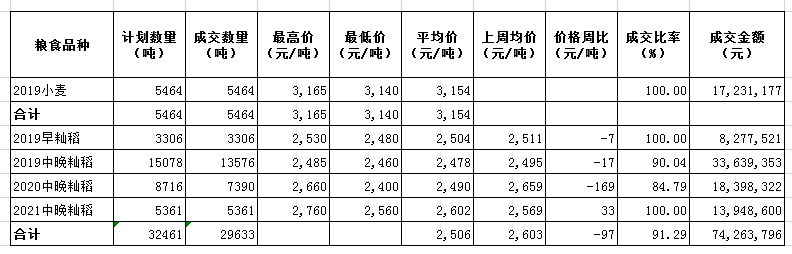 粮食品种 计划数量（吨） 成交数量（吨） 最高价（元/吨） 最低价（元/吨） 平均价（元/吨） 上周均价（元/吨） 价格周比（元/吨） 成交比率（%） 成交金额（元）
2019小麦 5464 5464 3,165 3,140 3,154 100.00 17,231,177
合计 5464 5464 3,165 3,140 3,154
2019早籼稻 3306 3306 2,530 2,480 2,504 2,511 -7 100.00 8,277,521
2019中晚籼稻 15078 13576 2,485 2,460 2,478 2,495 -17 90.04 33,639,353
2020中晚籼稻 8716 7390 2,660 2,400 2,490 2,659 -169 84.79 18,398,322
2021中晚籼稻 5361 5361 2,760 2,560 2,602 2,569 33 100.00 13,948,600
合计 32461 29633 2,506 2,603 -97 91.29 74,263,796